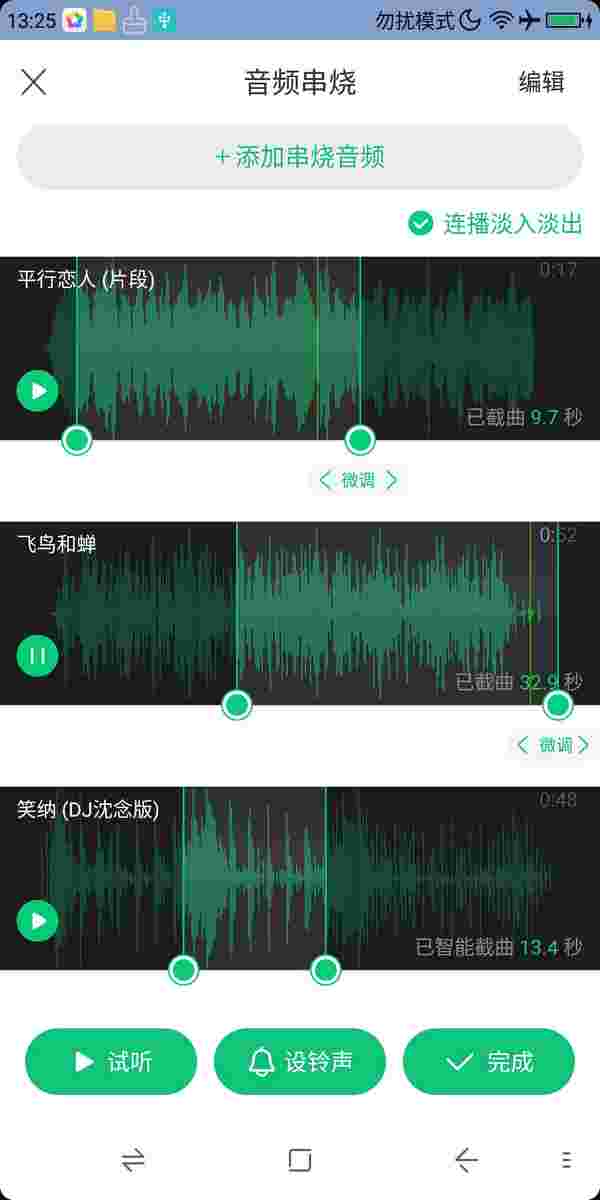 13:25
勿扰模式
音频串烧
编辑
+添加串烧音频
连播淡入淡出
平行恋人 (片段)
0:17
已截曲 9.7 秒
微调
飞鸟和蝉
0:52
已截曲 32.9 秒
微调
笑纳 (DJ沈念版)
0:48
已智能截曲 13.4 秒
试听
设铃声
完成